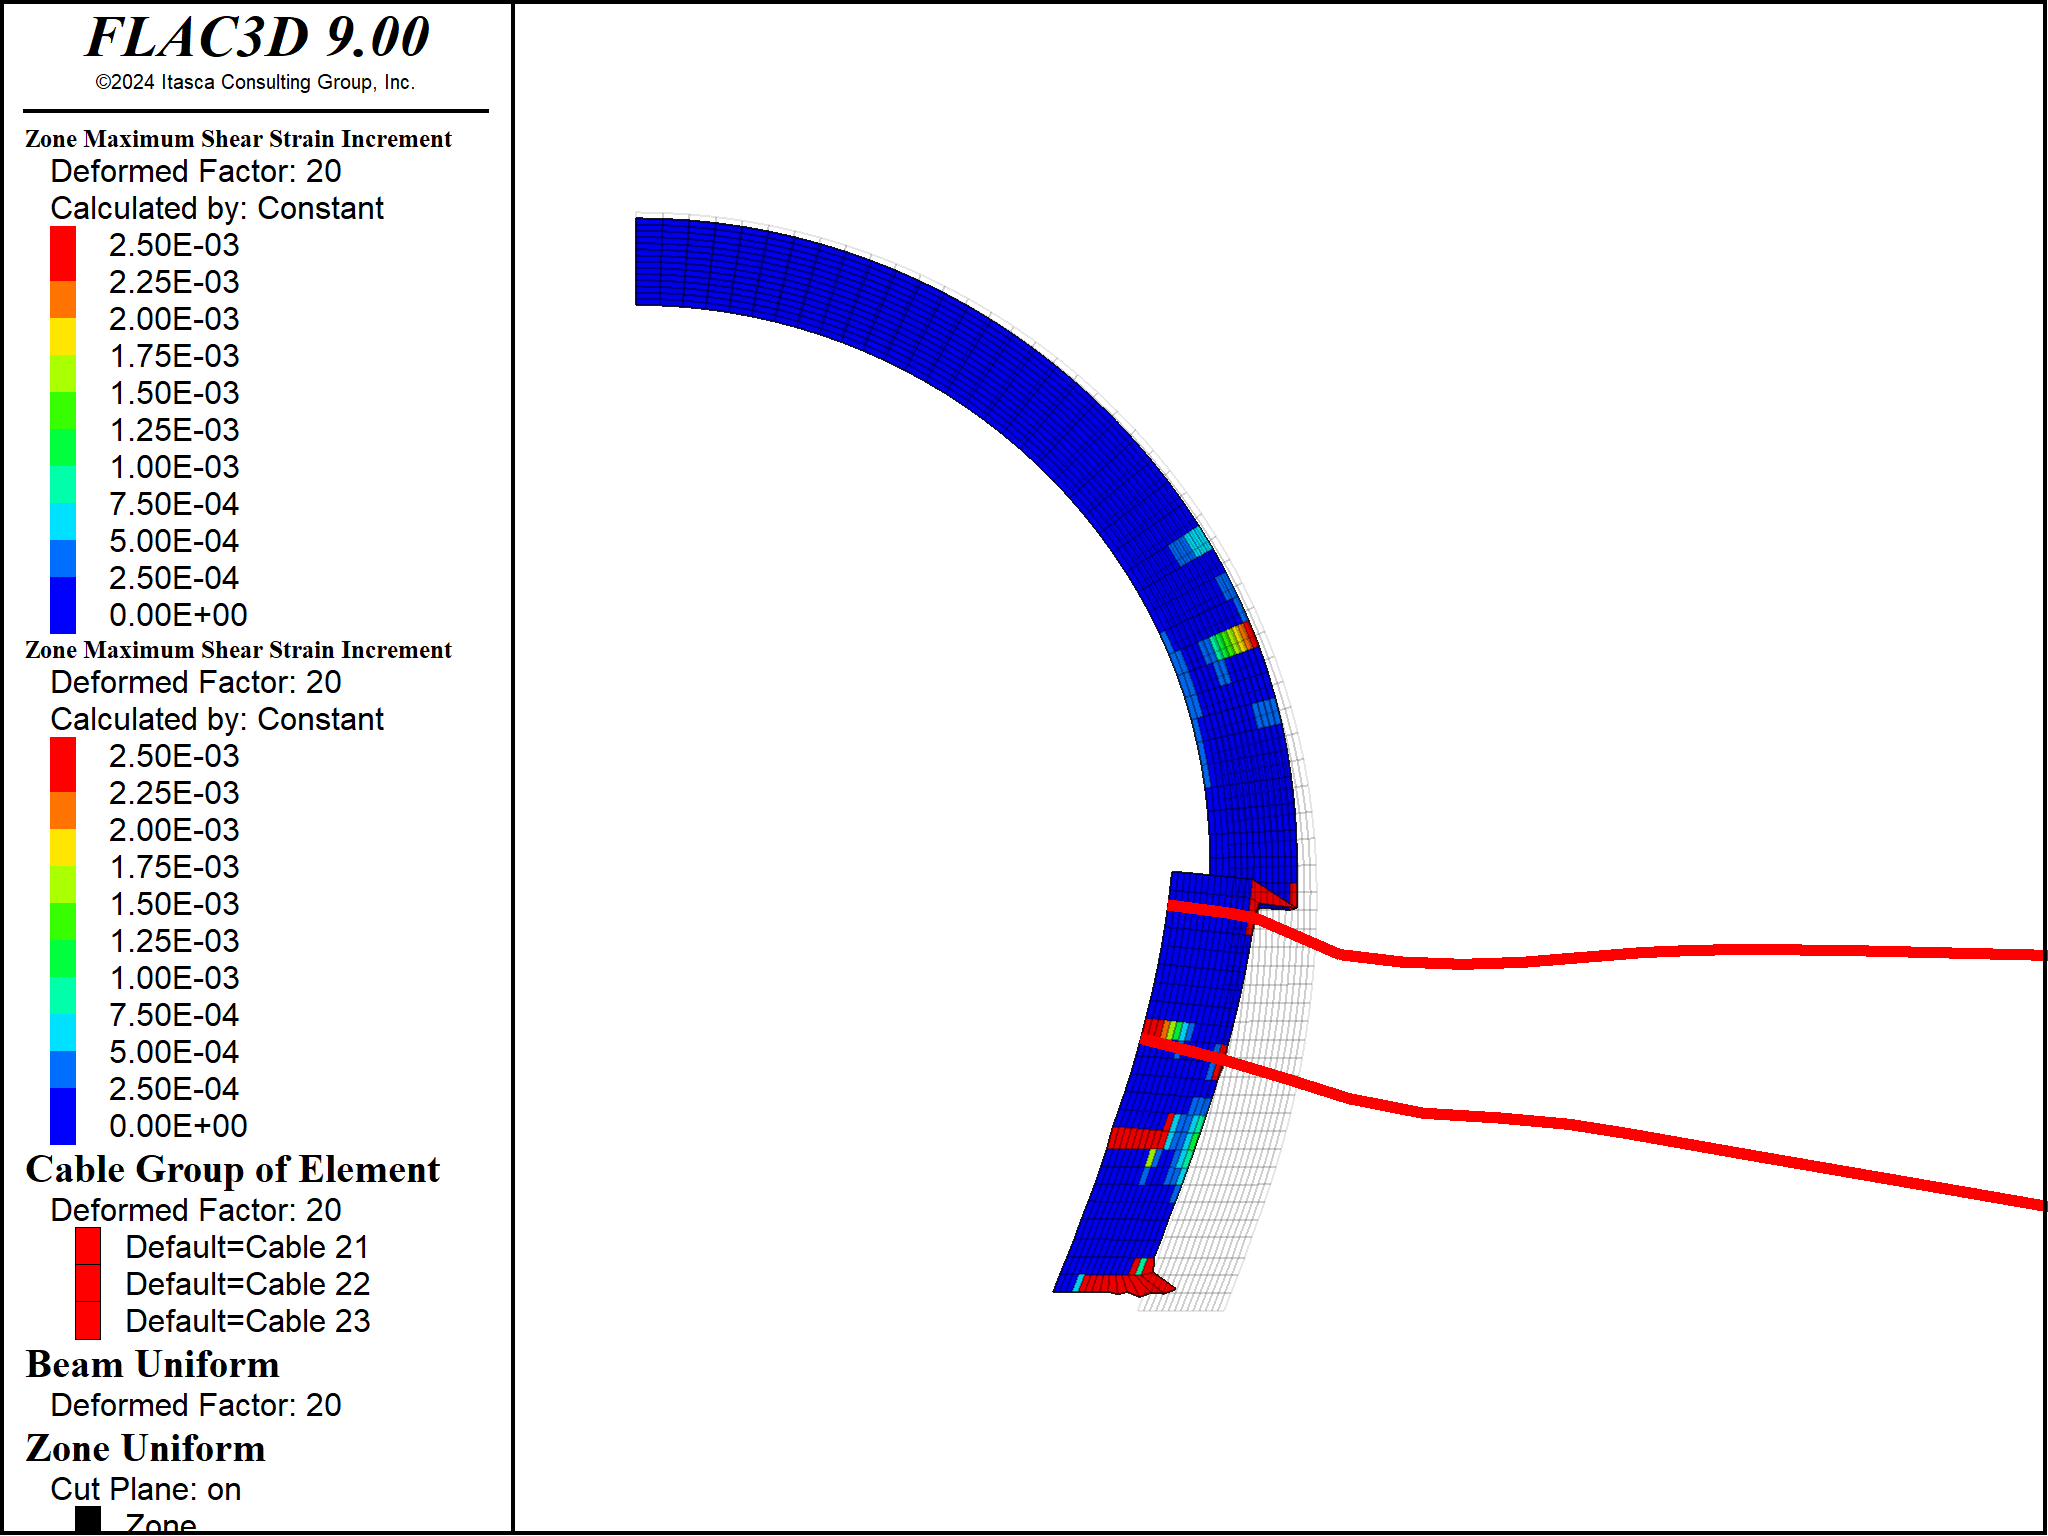 FLAC3D 9.00
©2024 Itasca Consulting Group, Inc.
Zone Maximum Shear Strain Increment
Deformed Factor: 20
Calculated by: Constant
2.50E-03
2.25E-03
2.00E-03
1.75E-03
1.50E-03
1.25E-03
1.00E-03
7.50E-04
5.00E-04
2.50E-04
0.00E+00
Zone Maximum Shear Strain Increment
Deformed Factor: 20
Calculated by: Constant
2.50E-03
2.25E-03
2.00E-03
1.75E-03
1.50E-03
1.25E-03
1.00E-03
7.50E-04
5.00E-04
2.50E-04
0.00E+00
Cable Group of Element
Deformed Factor: 20
Default=Cable 21
Default=Cable 22
Default=Cable 23
Beam Uniform
Deformed Factor: 20
Zone Uniform
Cut Plane: on
Zone